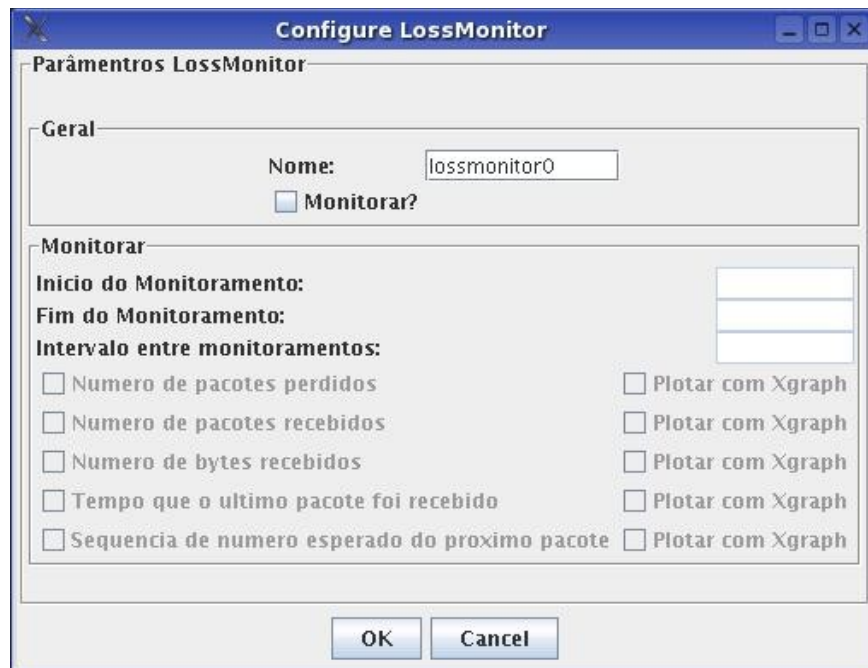 Configure LossMonitor
Parâmentros LossMonitor
Geral
Nome: lossmonitor0
Monitorar?
Monitorar
Inicio do Monitoramento:
Fim do Monitoramento:
Intervalo entre monitoramentos:
Numero de pacotes perdidos Plotar com Xgraph
Numero de pacotes recebidos Plotar com Xgraph
Numero de bytes recebidos Plotar com Xgraph
Tempo que o ultimo pacote foi recebido Plotar com Xgraph
Sequencia de numero esperado do proximo pacote Plotar com Xgraph
OK Cancel